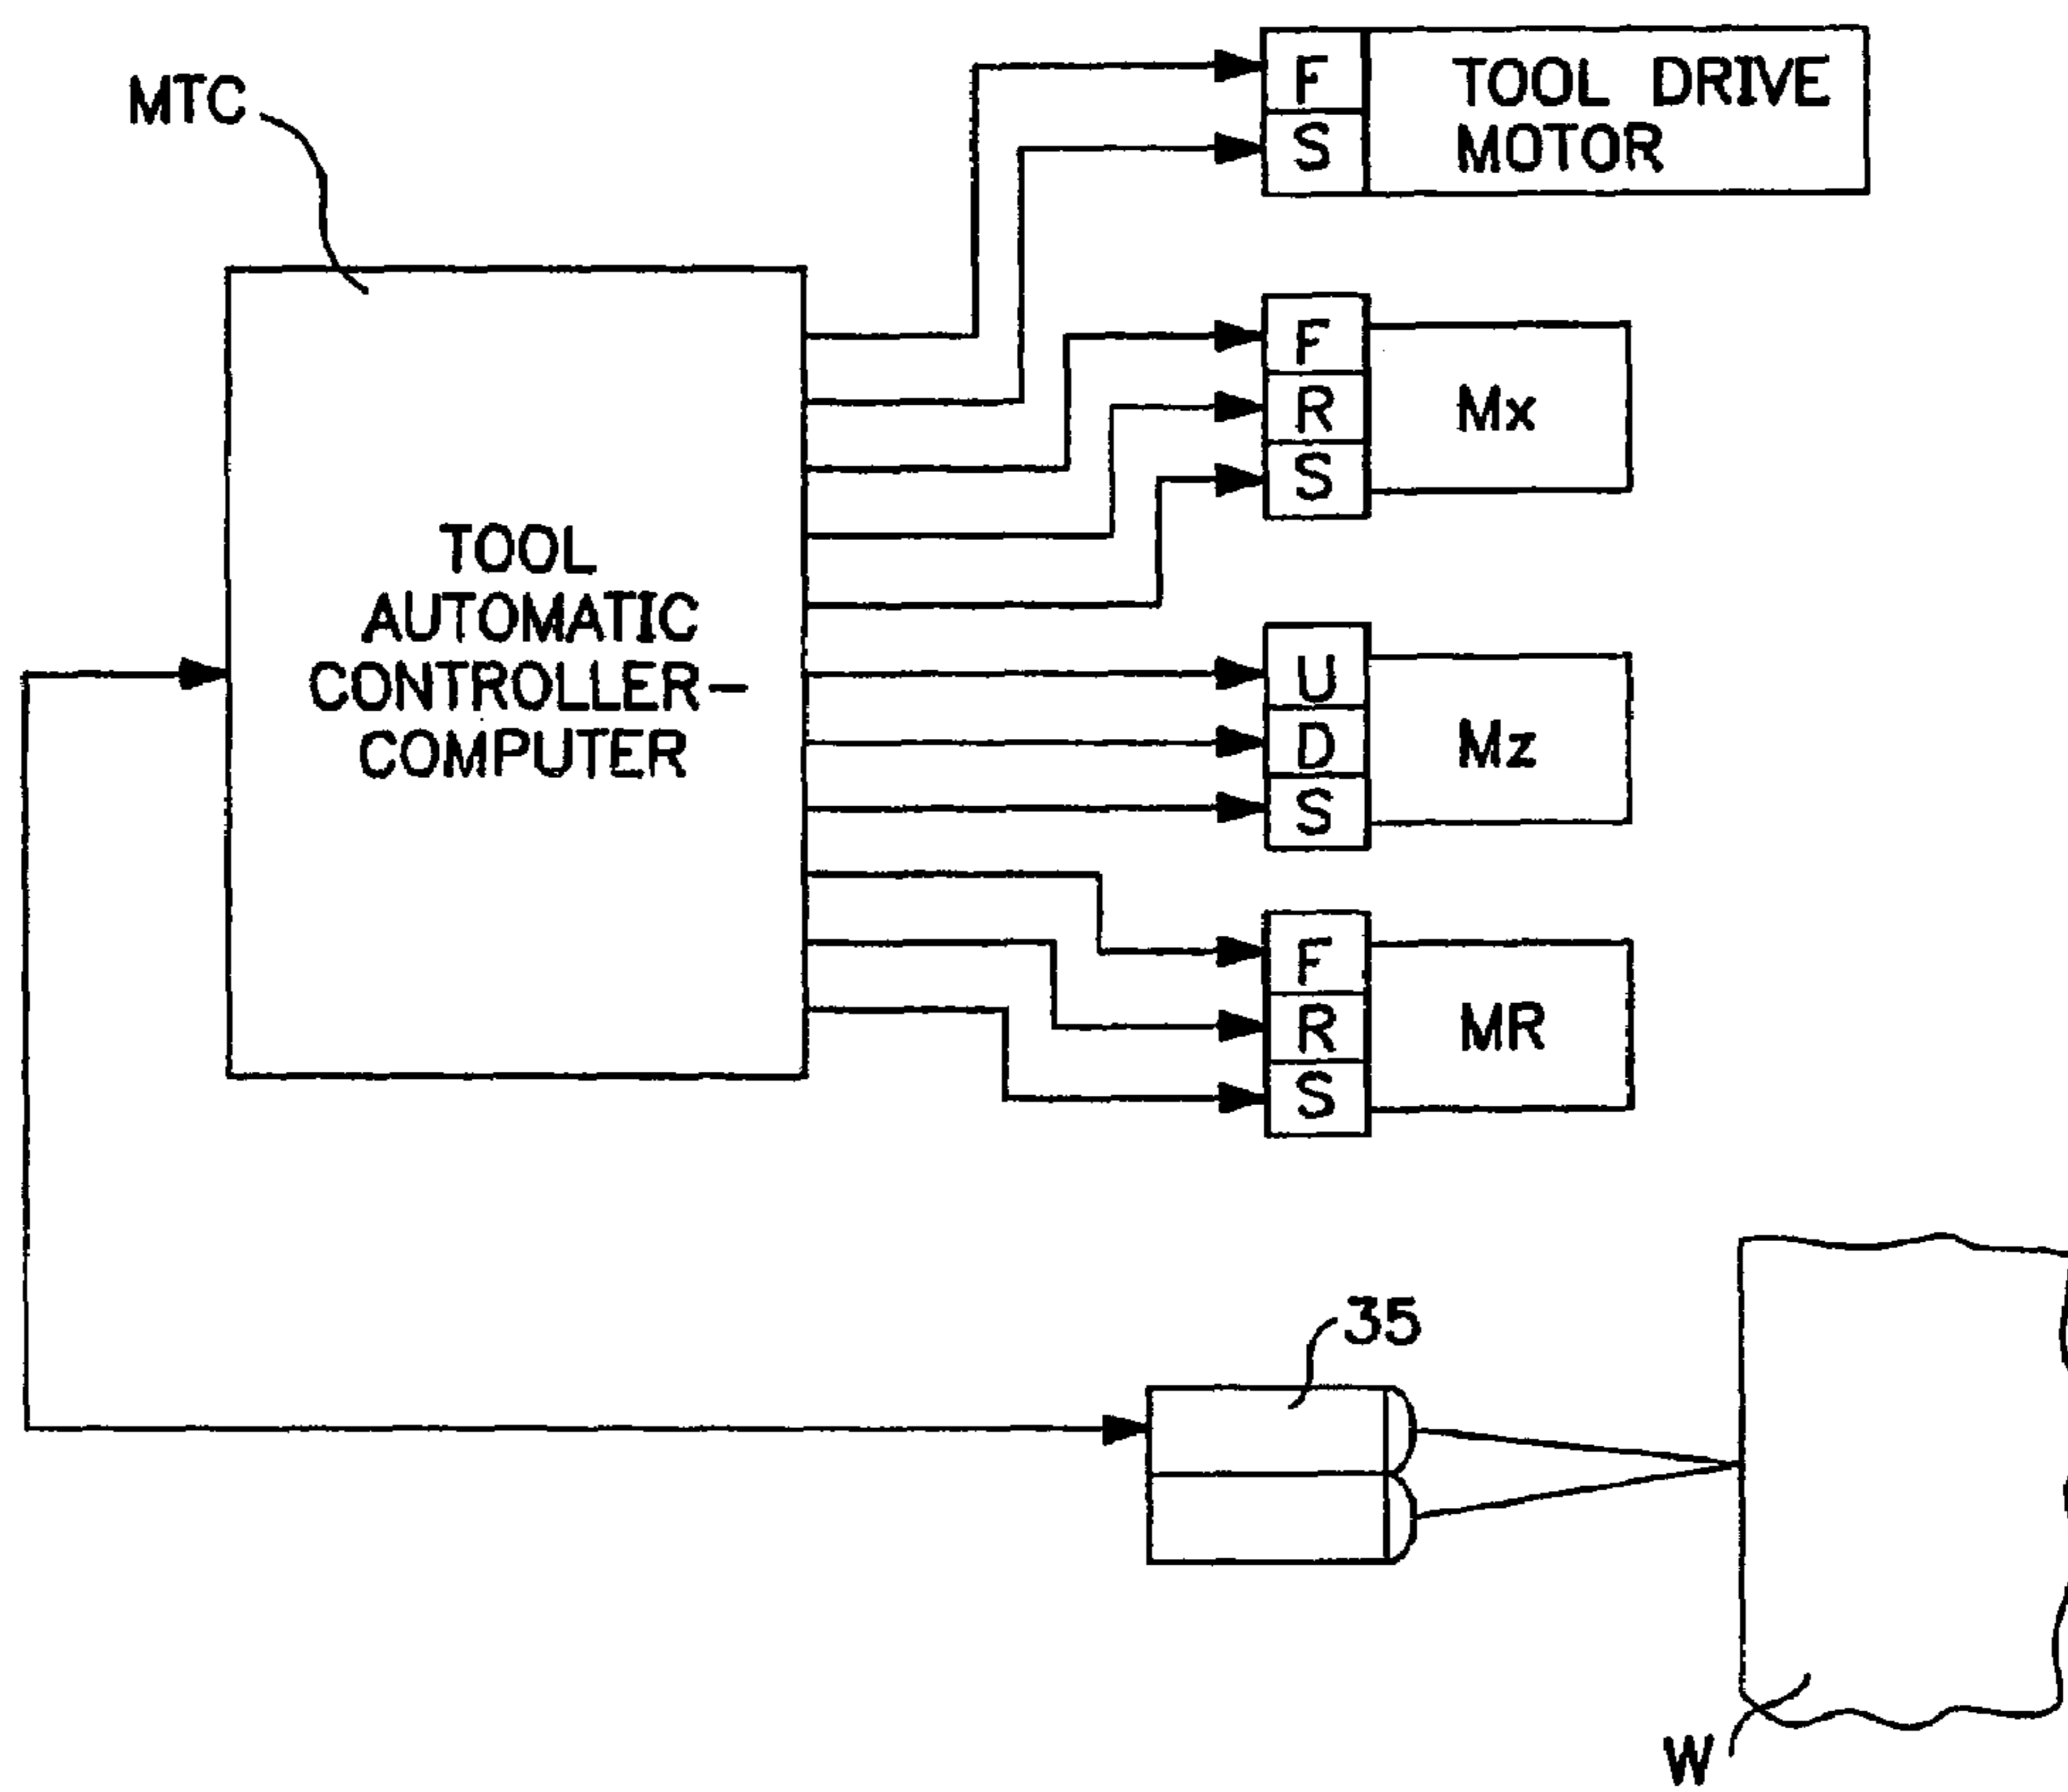 MTC
F
TOOL DRIVE
S
MOTOR
F
R
Mx
S
TOOL
AUTOMATIC
CONTROLLER-
COMPUTER
U
D
Mz
S
F
R
MR
S
35
W